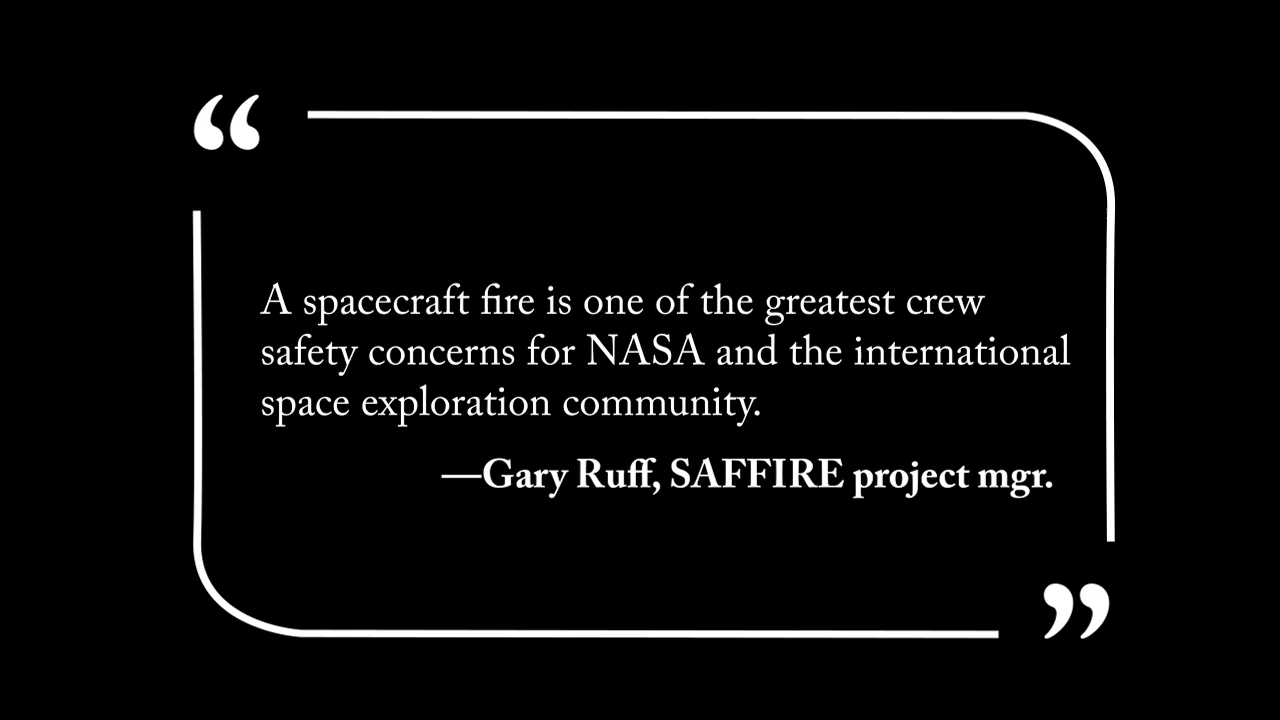 “
A spacecraft fire is one of the greatest crew
safety concerns for NASA and the international
space exploration community.
—Gary Ruff, SAFFIRE project mgr.
”